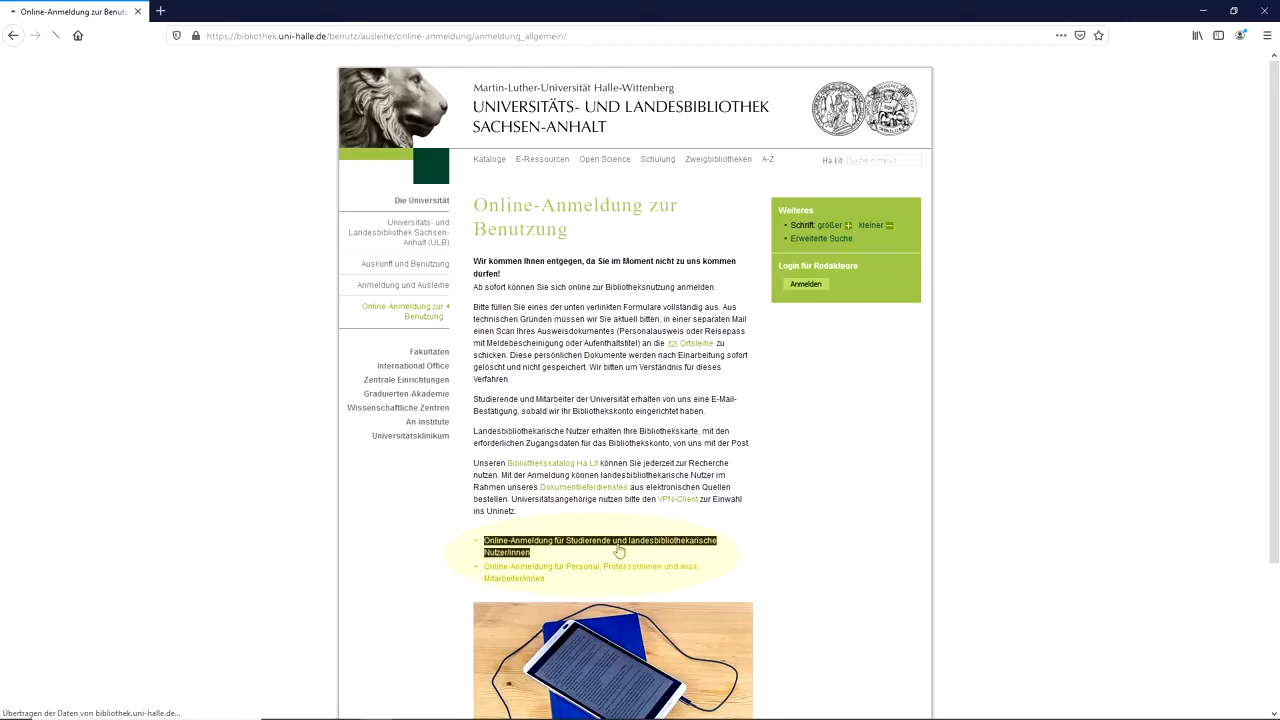 Online-Anmeldung zur Benutz
https://bibliothek.uni-halle.de/benutz/ausleihe/online-anmeldung/anmeldung_allgemein/
Martin-Luther-Universität Halle-Wittenberg
UNIVERSITÄTS- UND LANDESBIBLIOTHEK
SACHSEN-ANHALT
Kataloge E-Ressourcen Open Science Schulung Zweigbibliotheken A-Z
Ha Lit Suche in Ha:Lit
Die Universität
Universitäts- und
Landesbibliothek Sachsen-
Anhalt (ULB)
Auskunft und Benutzung
Anmeldung und Ausleihe
Online-Anmeldung zur
Benutzung
Fakultäten
International Office
Zentrale Einrichtungen
Graduierten-Akademie
Wissenschaftliche Zentren
An-Institute
Universitätsklinikum
Online-Anmeldung zur
Benutzung
Wir kommen Ihnen entgegen, da Sie im Moment nicht zu uns kommen
dürfen!
Ab sofort können Sie sich online zur Bibliotheksnutzung anmelden.
Bitte füllen Sie eines der unten verlinkten Formulare vollständig aus. Aus
technischen Gründen müssen wir Sie aktuell bitten, in einer separaten Mail
einen Scan Ihres Ausweisdokumentes (Personalausweis oder Reisepass
mit Meldebescheinigung oder Aufenthaltstitel) an die Ortsleihe zu
schicken. Diese persönlichen Dokumente werden nach Einarbeitung sofort
gelöscht und nicht gespeichert. Wir bitten um Verständnis für dieses
Verfahren.
Studierende und Mitarbeiter der Universität erhalten von uns eine E-Mail-
Bestätigung, sobald wir Ihr Bibliothekskonto eingerichtet haben.
Landesbibliothekarische Nutzer erhalten Ihre Bibliothekskarte, mit den
erforderlichen Zugangsdaten für das Bibliothekskonto, von uns mit der Post.
Unseren Bibliothekskatalog Ha:Lit können Sie jederzeit zur Recherche
nutzen. Mit der Anmeldung können landesbibliothekarische Nutzer im
Rahmen unseres Dokumentlieferdienstes aus elektronischen Quellen
bestellen. Universitätsangehörige nutzen bitte den VPN-Client zur Einwahl
ins Uninetz.
Online-Anmeldung für Studierende und landesbibliothekarische
Nutzer/innen
Online-Anmeldung für Personal, Professor/innen und wiss.
Mitarbeiter/innen
Weiteres
Schrift: größer kleiner
Erweiterte Suche
Login für Redakteure
Anmelden
Übertragen der Daten von bibliothek.uni-halle.de...